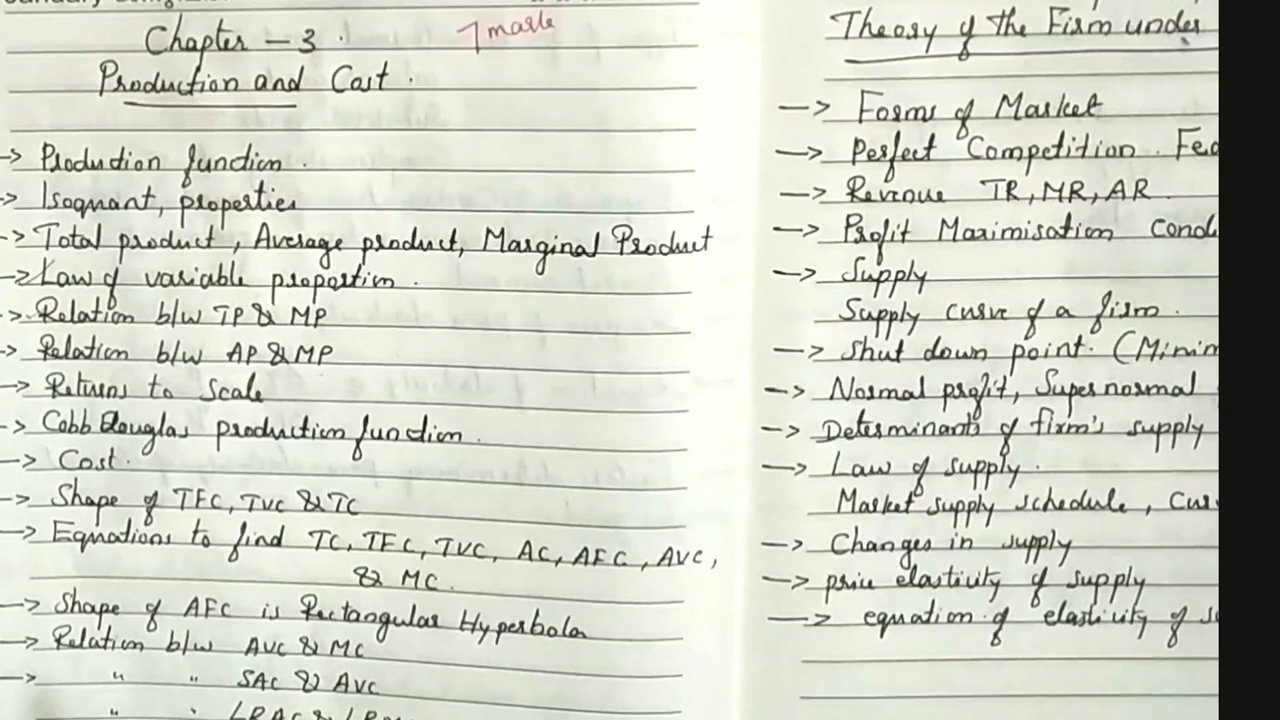 Chapter – 3.
7 mark
Production and Cost.
-> Production function.
-> Isoquant, properties
-> Total product, Average product, Marginal Product
-> Law of variable proportion.
-> Relation b/w TP & MP
-> Relation b/w AP & MP
-> Returns to Scale
-> Cobb Douglas production function.
-> Cost.
-> Shape of TFC, TVC & TC
-> Equations to find TC, TFC, TVC, AC, AFC, AVC,
& MC.
-> Shape of AFC is Rectangular Hyperbola
-> Relation b/w AVC & MC
-> " " SAC & AVC
" "
Theory of the Firm under
-> Forms of Market
-> Perfect Competition.
-> Revenue TR, MR, AR.
-> Profit Maximisation
-> Supply
Supply curve of a firm.
-> Shut down point.
-> Normal profit, Supernormal
-> Determinants of firm's supply
-> Law of supply.
Market supply schedule,
-> Changes in supply
-> price elasticity of supply
-> equation of elasticity of